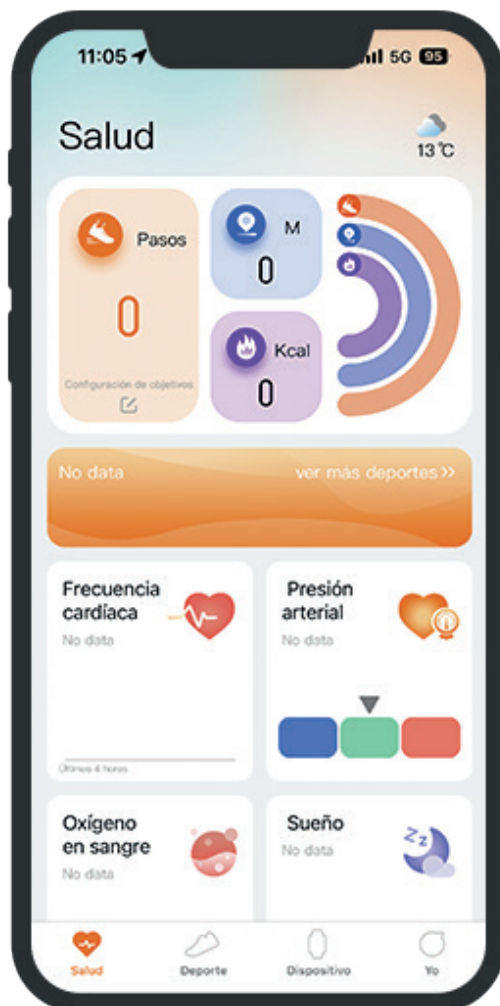 11:05
5G 95
Salud
13 °C
Pasos
0
Configuración de objetivos
M
0
Kcal
0
No data
ver más deportes >>
Frecuencia
cardíaca
No data
Últimas 4 horas
Presión
arterial
No data
Oxígeno
en sangre
No data
Sueño
No data
Zz
Salud
Deporte
Dispositivo
Yo